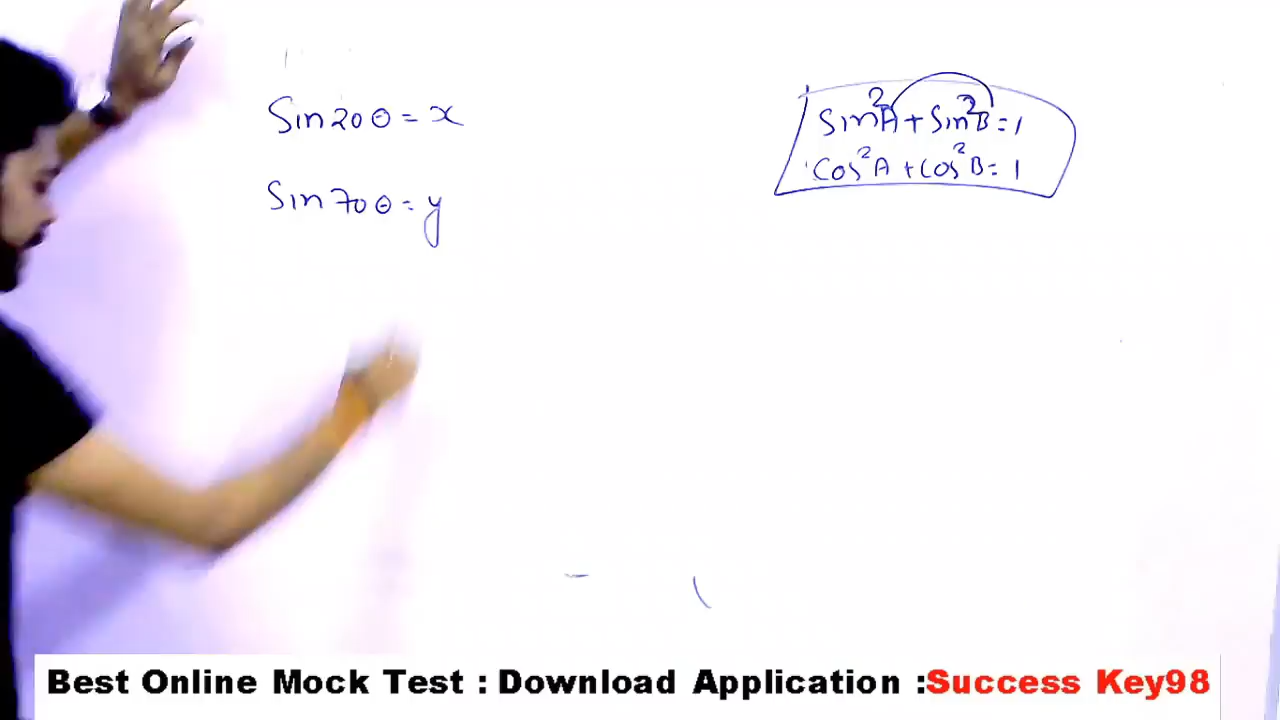 Sin20θ = x
Sin70θ = y
Sin²A + Sin²B = 1
Cos²A + Cos²B = 1
Best Online Mock Test : Download Application :Success Key98